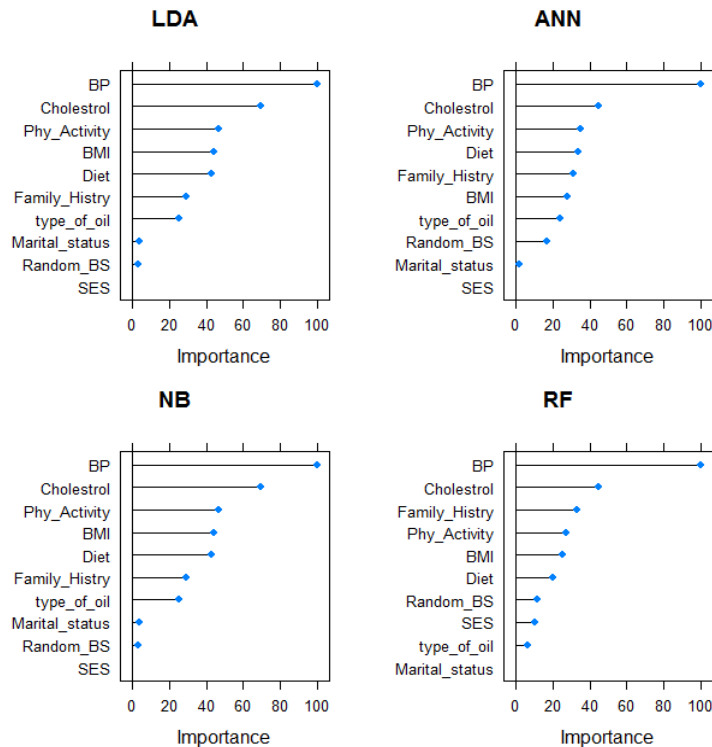 LDA
BP
Cholestrol
Phy_Activity
BMI
Diet
Family_Histry
type_of_oil
Marital_status
Random_BS
SES
0 20 40 60 80 100
Importance
ANN
BP
Cholestrol
Phy_Activity
Diet
Family_Histry
BMI
type_of_oil
Random_BS
Marital_status
SES
0 20 40 60 80 100
Importance
NB
BP
Cholestrol
Phy_Activity
BMI
Diet
Family_Histry
type_of_oil
Marital_status
Random_BS
SES
0 20 40 60 80 100
Importance
RF
BP
Cholestrol
Family_Histry
Phy_Activity
BMI
Diet
Random_BS
SES
type_of_oil
Marital_status
0 20 40 60 80 100
Importance